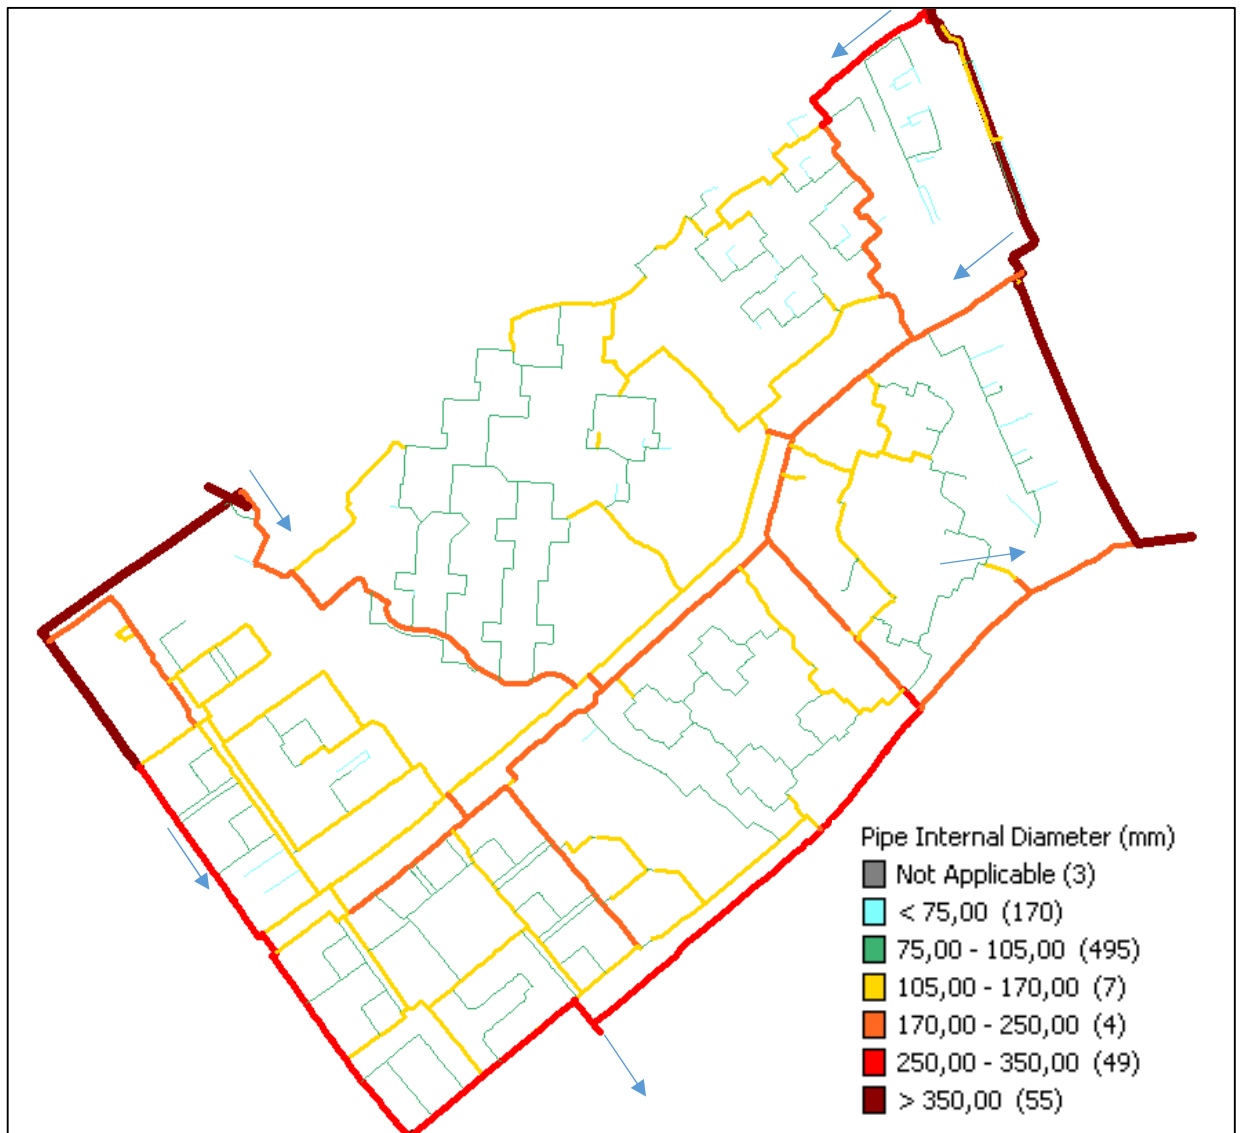 Pipe Internal Diameter (mm)
Not Applicable (3)
< 75,00 (170)
75,00 - 105,00 (495)
105,00 - 170,00 (7)
170,00 - 250,00 (4)
250,00 - 350,00 (49)
> 350,00 (55)